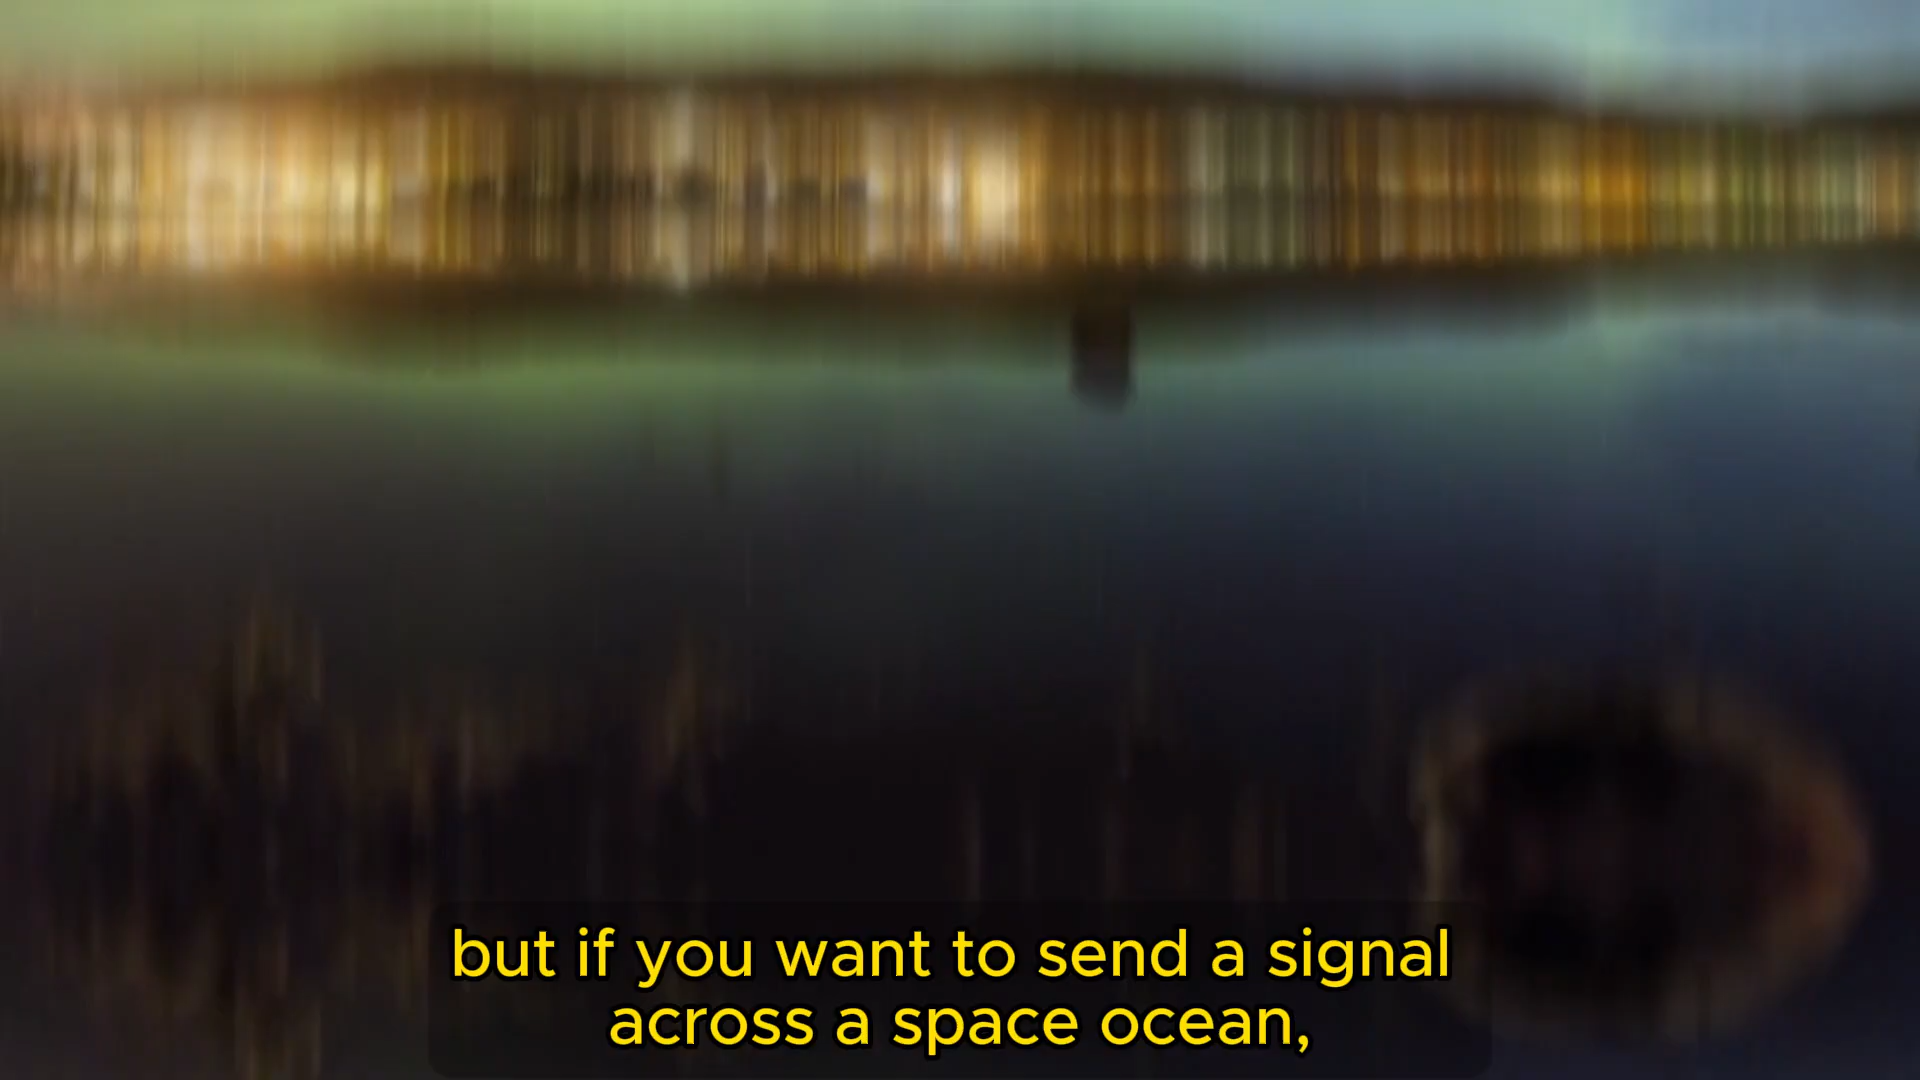 but if you want to send a signal
across a space ocean,